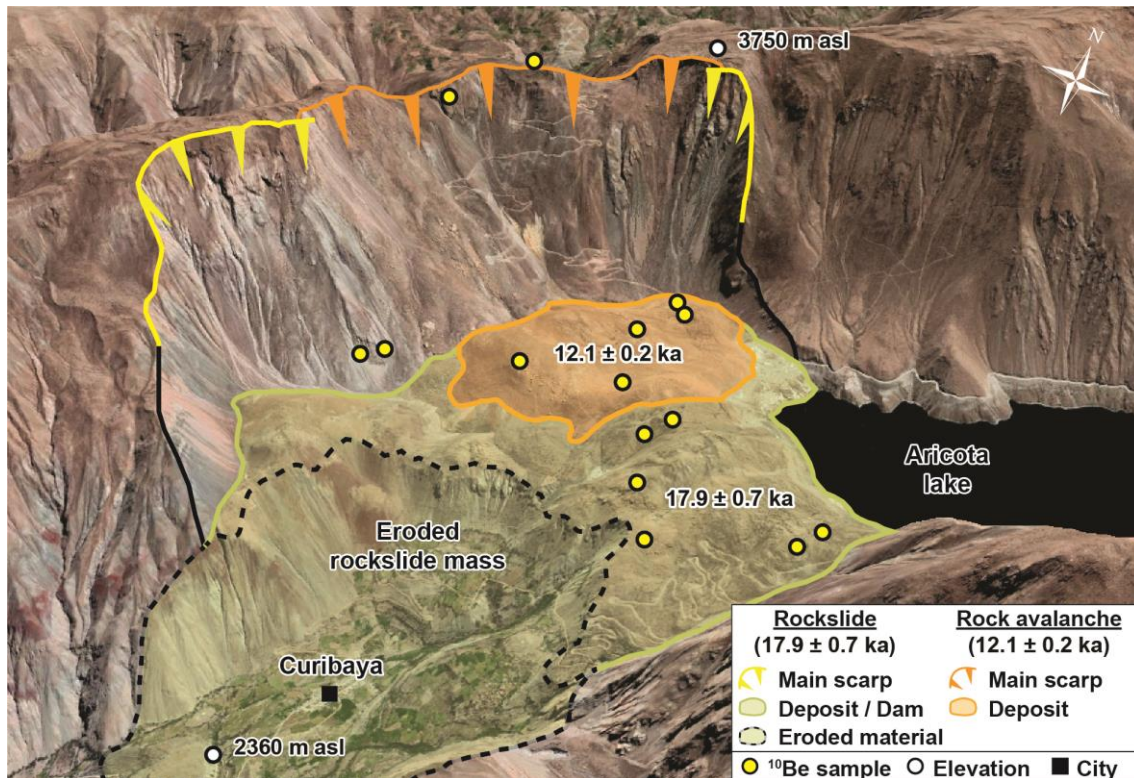 3750 m asl
N
12.1 ± 0.2 ka
17.9 ± 0.7 ka
Aricota
lake
Eroded
rockslide mass
Curibaya
2360 m asl
Rockslide
(17.9 ± 0.7 ka)
Main scarp
Deposit / Dam
Eroded material
Rock avalanche
(12.1 ± 0.2 ka)
Main scarp
Deposit
¹⁰Be sample
Elevation
City